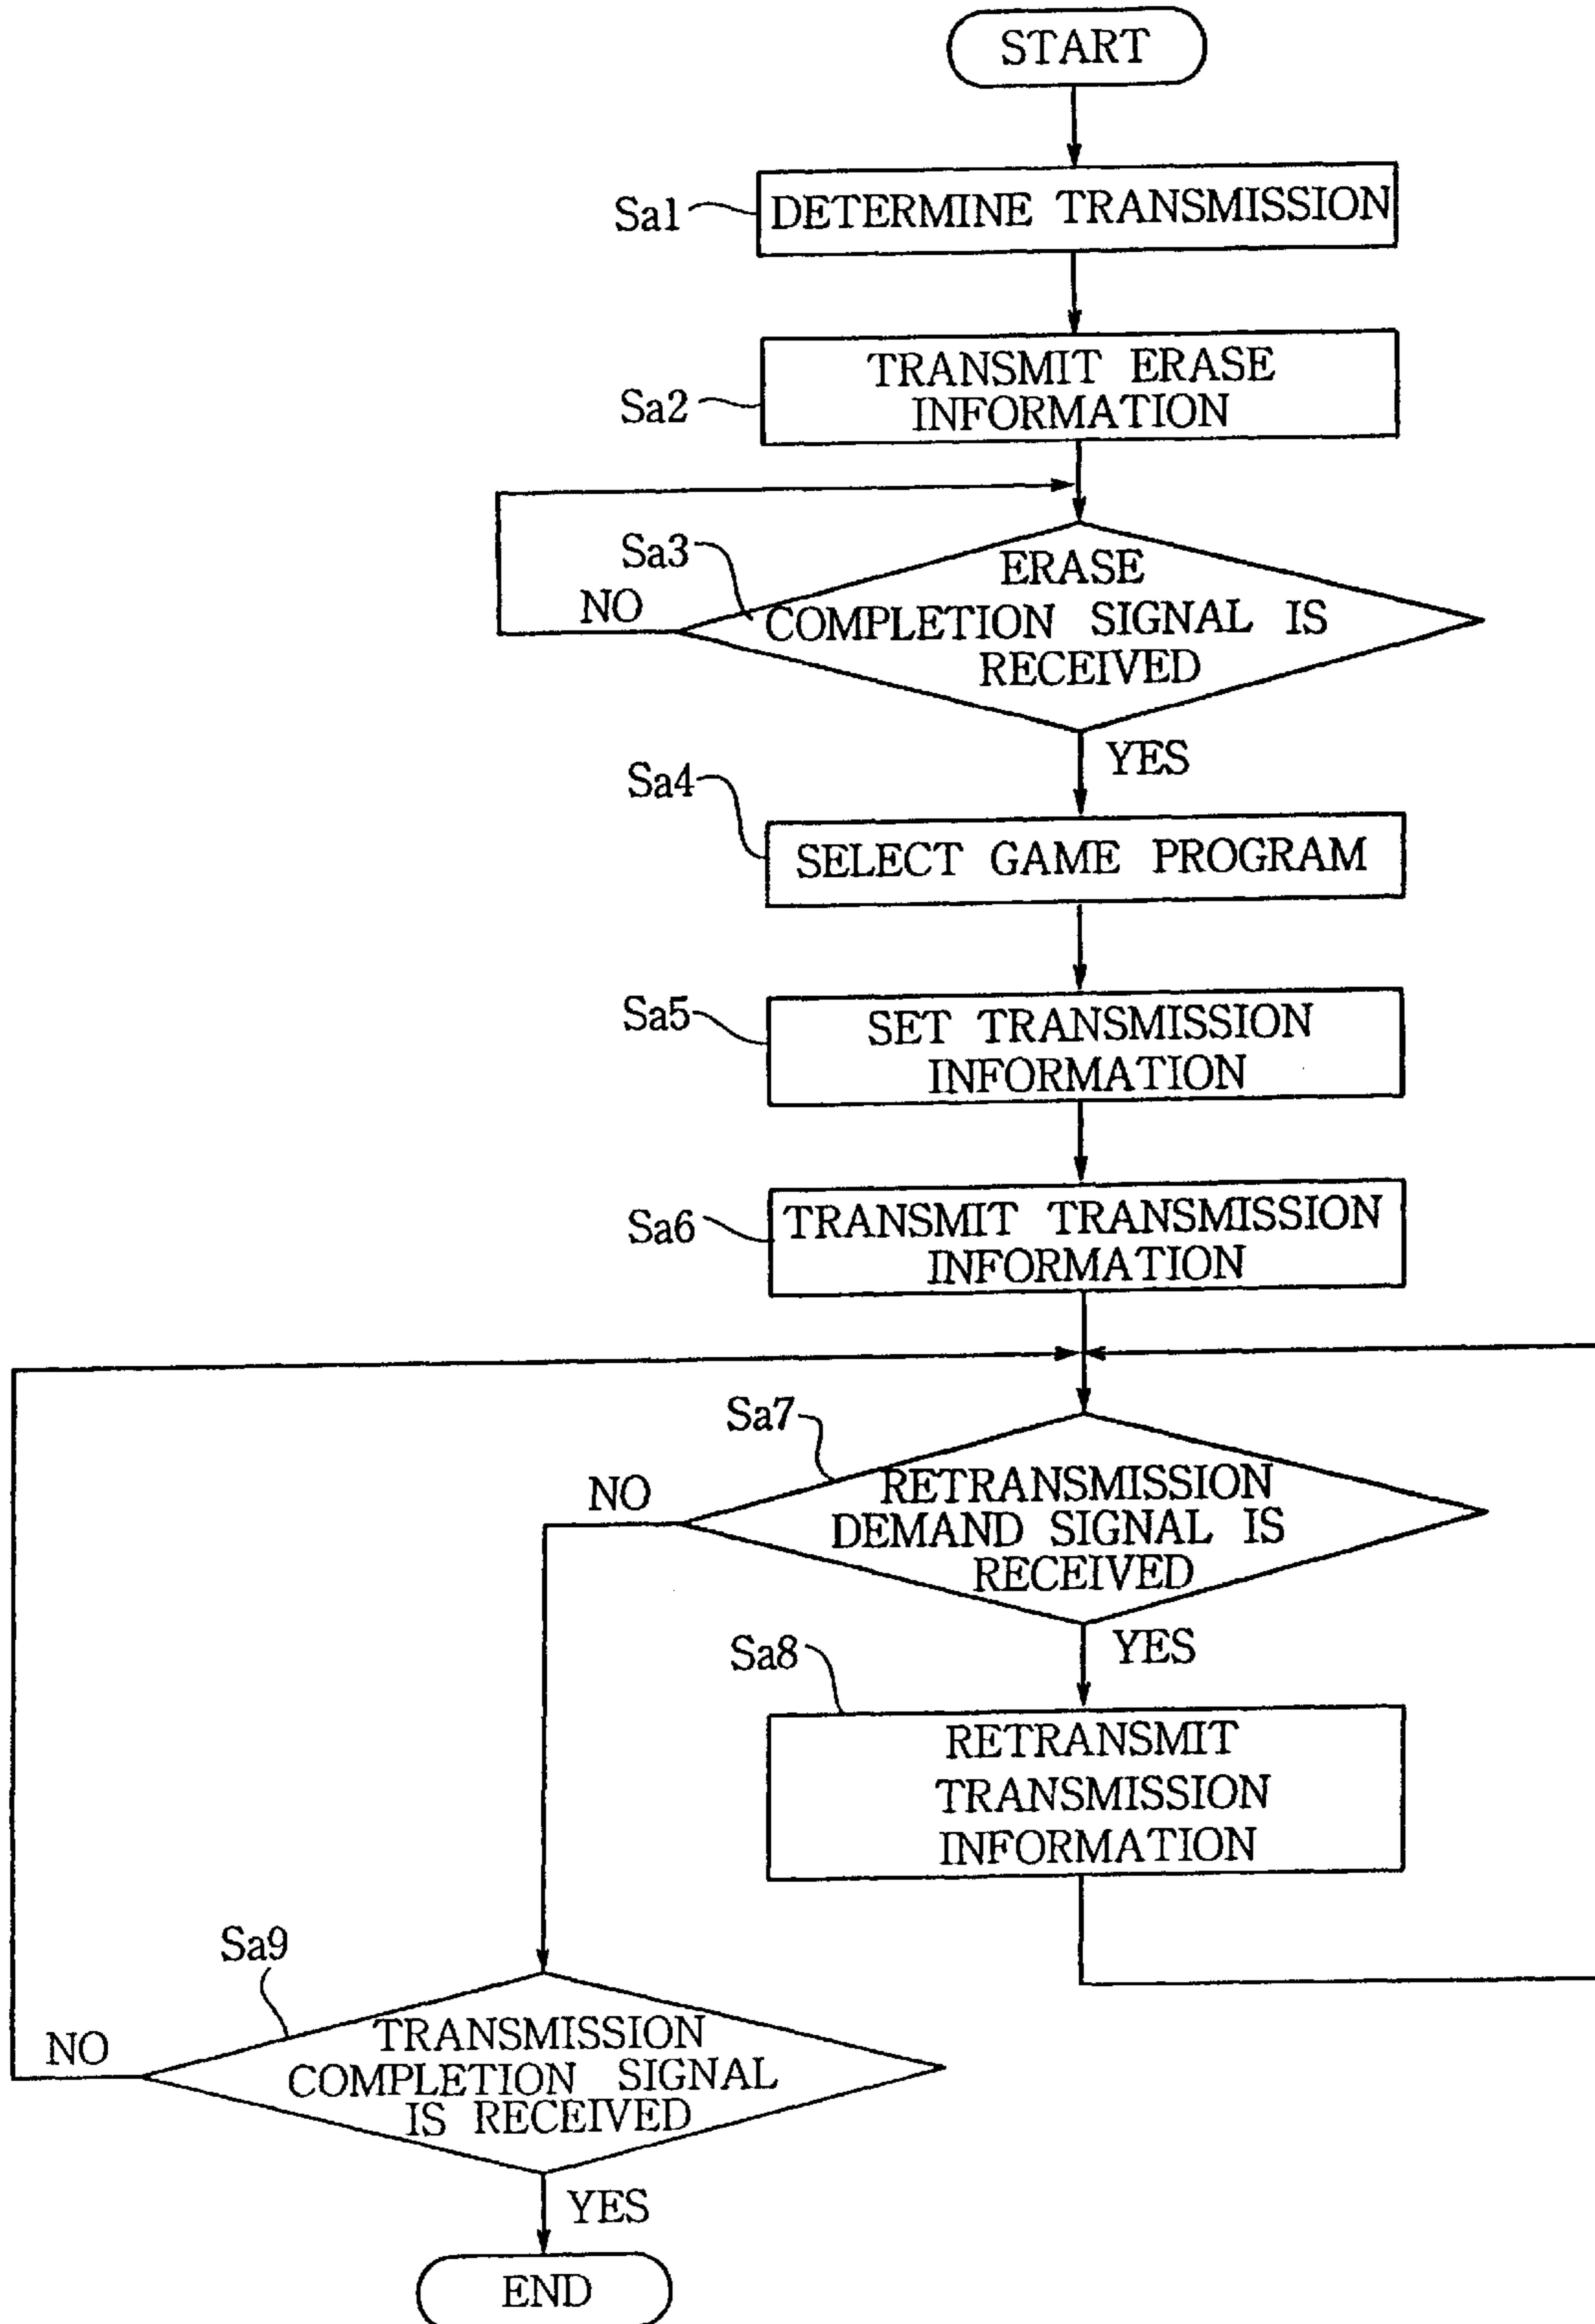 START
Sa1
DETERMINE TRANSMISSION
Sa2
TRANSMIT ERASE
INFORMATION
Sa3
ERASE
COMPLETION SIGNAL IS
RECEIVED
NO
YES
Sa4
SELECT GAME PROGRAM
Sa5
SET TRANSMISSION
INFORMATION
Sa6
TRANSMIT TRANSMISSION
INFORMATION
Sa7
RETRANSMISSION
DEMAND SIGNAL IS
RECEIVED
NO
YES
Sa8
RETRANSMIT
TRANSMISSION
INFORMATION
Sa9
TRANSMISSION
COMPLETION SIGNAL
IS RECEIVED
NO
YES
END